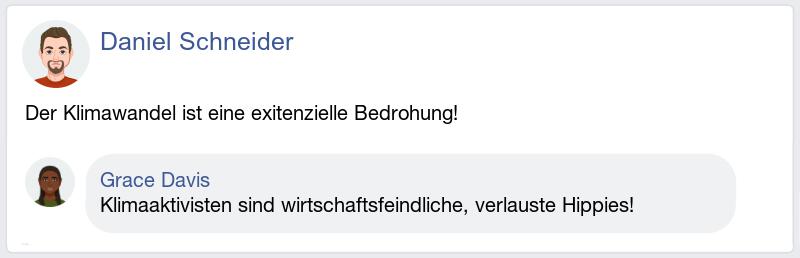 Daniel Schneider
Der Klimawandel ist eine exitenzielle Bedrohung!
Grace Davis
Klimaaktivisten sind wirtschaftsfeindliche, verlauste Hippies!